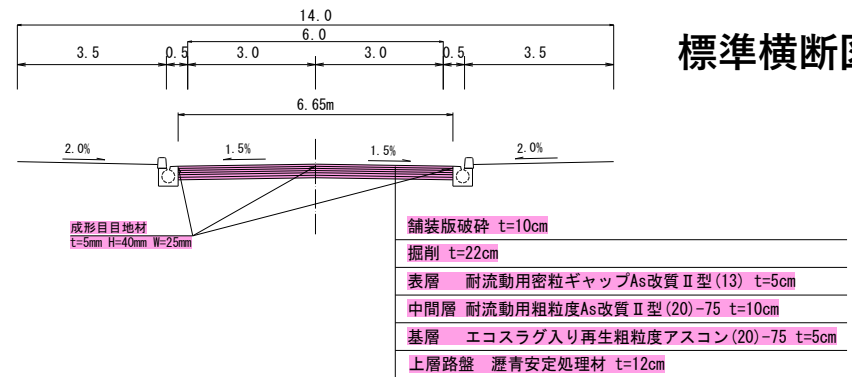 14.0
6.0
3.5 0.5 3.0 3.0 0.5 3.5
標準横断
6.65m
2.0% 1.5% 1.5% 2.0%
成形目地材
t=5mm H=40mm W=25mm
舗装版破砕 t=10cm
掘削 t=22cm
表層 耐流動用密粒ギャップAs改質Ⅱ型(13) t=5cm
中間層 耐流動用粗粒度As改質Ⅱ型(20)-75 t=10cm
基層 エコスラグ入り再生粗粒度アスコン(20)-75 t=5cm
上層路盤 瀝青安定処理材 t=12cm